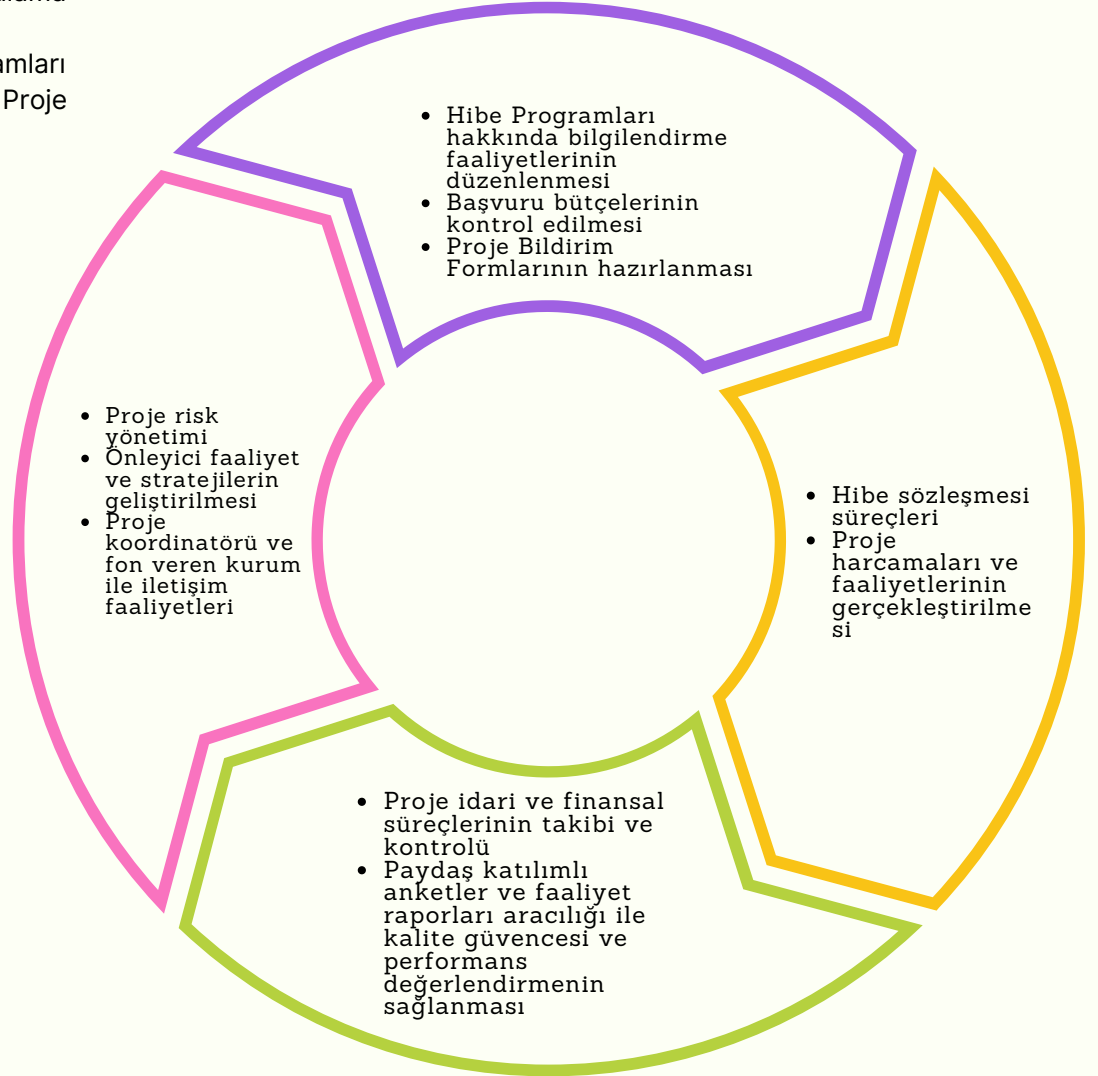 amları
Proje
• Hibe Programları
hakkında bilgilendirme
faaliyetlerinin
düzenlenmesi
• Başvuru bütçelerinin
kontrol edilmesi
• Proje Bildirim
Formlarının hazırlanması
• Proje risk
yönetimi
• Önleyici faaliyet
ve stratejilerin
geliştirilmesi
• Proje
koordinatörü ve
fon veren kurum
ile iletişim
faaliyetleri
• Hibe sözleşmesi
süreçleri
• Proje
harcamaları ve
faaliyetlerinin
gerçekleştirilme
si
• Proje idari ve finansal
süreçlerinin takibi ve
kontrolü
• Paydaş katılımlı
anketler ve faaliyet
raporları aracılığı ile
kalite güvencesi ve
performans
değerlendirmenin
sağlanması